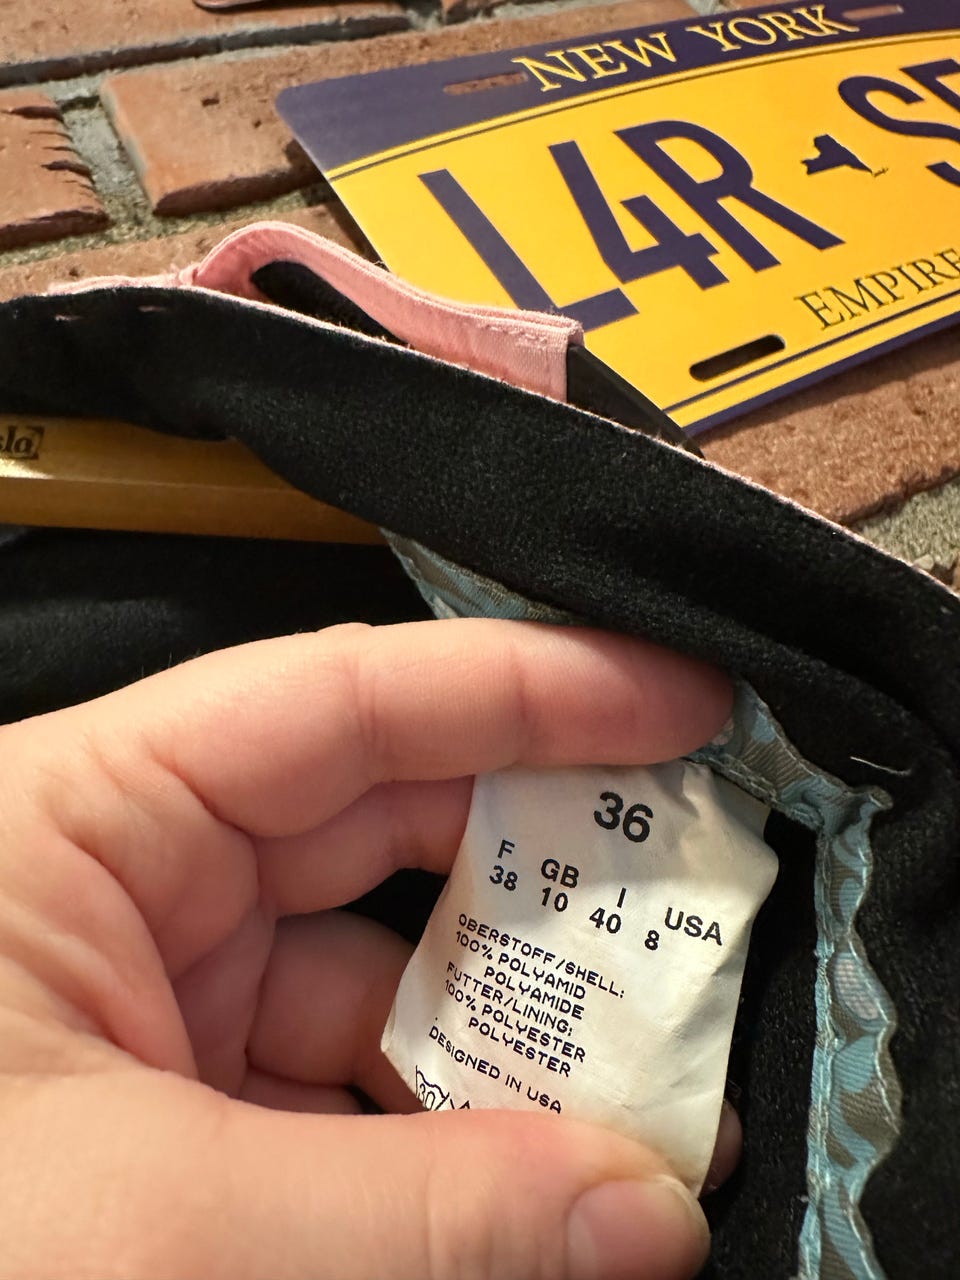 NEW YORK
L4R
EMPIRE
36
F GB I USA
38 10 40 8
OBERSTOFF/SHELL:
100% POLYAMID
POLYAMIDE
FUTTER/LINING:
100% POLYESTER
POLYESTER
DESIGNED IN USA
30